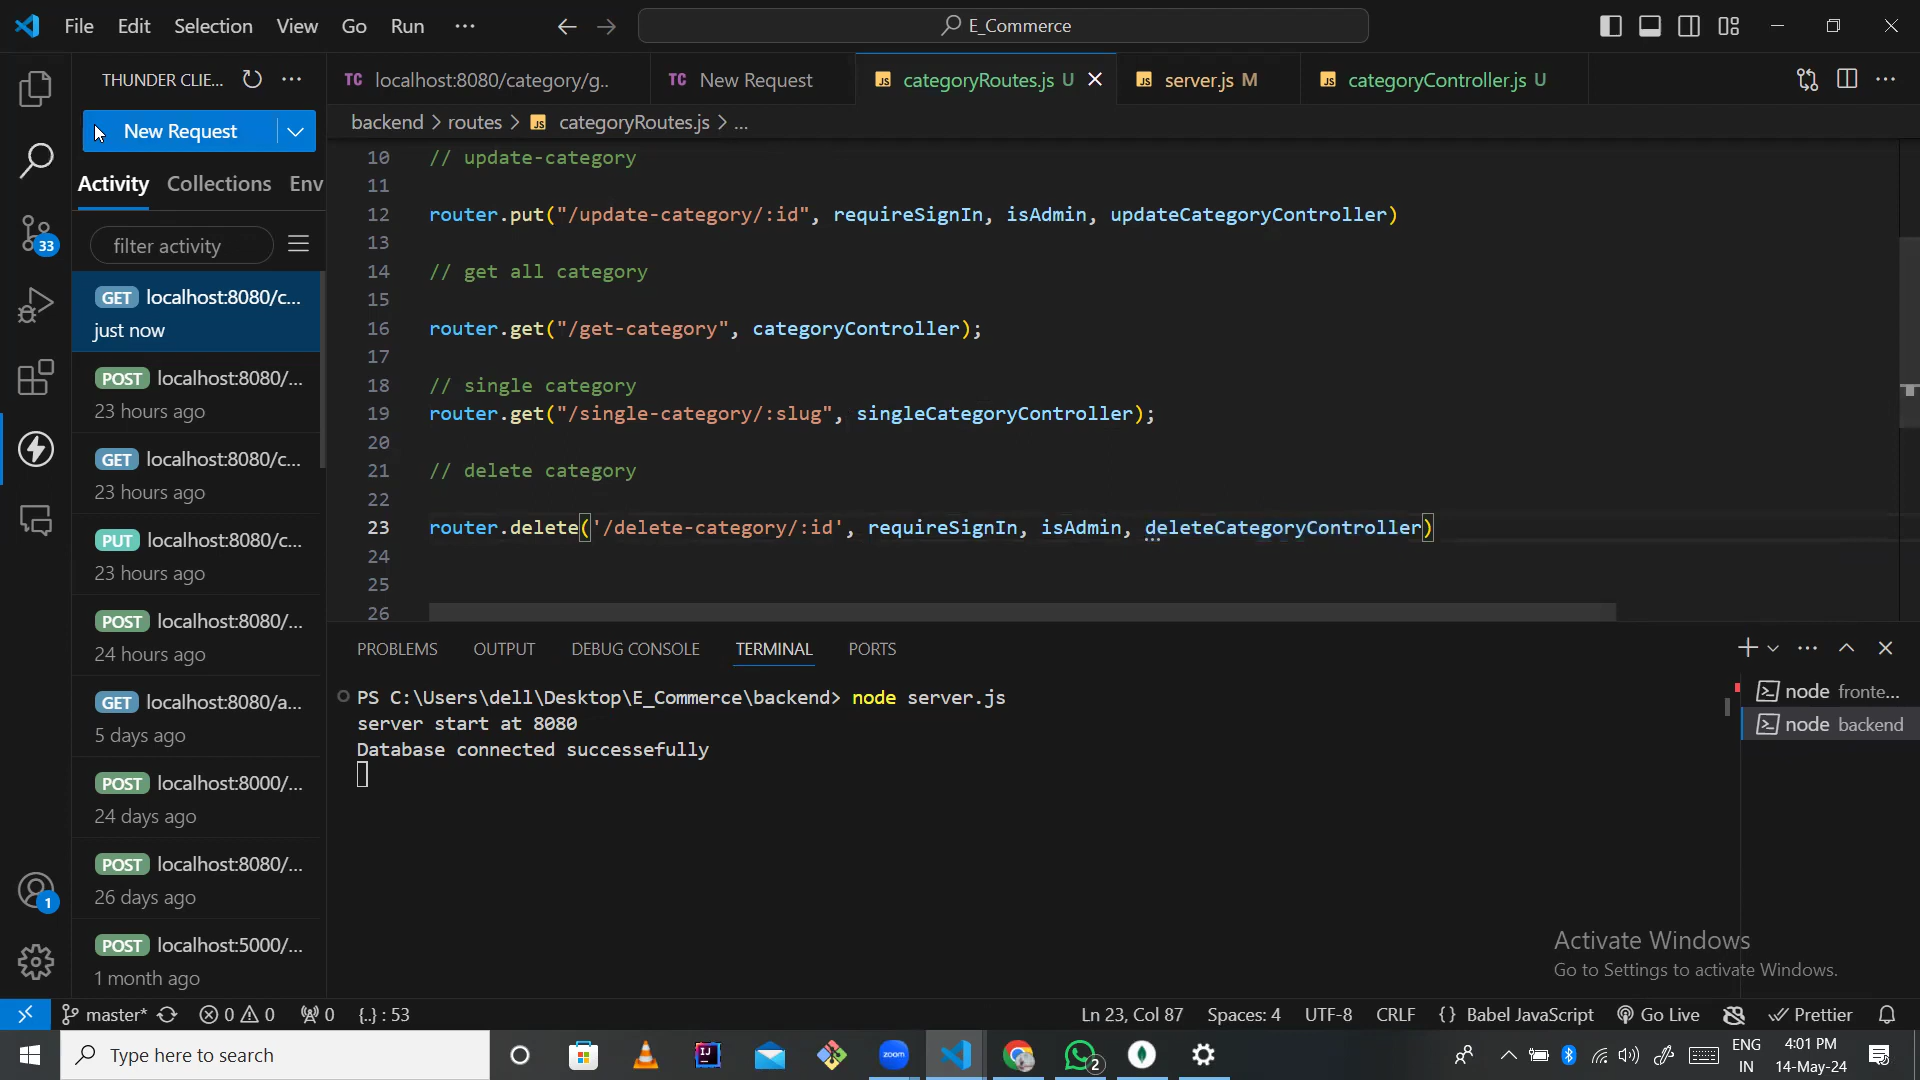 File Edit Selection View Go Run ···
E_Commerce
THUNDER CLIE...
New Request
Activity Collections Env
filter activity
GET localhost:8080/c...
just now
POST localhost:8080/...
23 hours ago
GET localhost:8080/c...
23 hours ago
PUT localhost:8080/c...
23 hours ago
POST localhost:8080/...
24 hours ago
GET localhost:8080/a...
5 days ago
POST localhost:8000/...
24 days ago
POST localhost:8080/...
26 days ago
POST localhost:5000/...
1 month ago
33
1
TC localhost:8080/category/g..
TC New Request
JS categoryRoutes.js U
JS server.js M
JS categoryController.js U
backend > routes > JS categoryRoutes.js > ...
10 // update-category
11
12 router.put("/update-category/:id", requireSignIn, isAdmin, updateCategoryController)
13
14 // get all category
15
16 router.get("/get-category", categoryController);
17
18 // single category
19 router.get("/single-category/:slug", singleCategoryController);
20
21 // delete category
22
23 router.delete('/delete-category/:id', requireSignIn, isAdmin, deleteCategoryController)
24
25
26
PROBLEMS OUTPUT DEBUG CONSOLE TERMINAL PORTS
PS C:\Users\dell\Desktop\E_Commerce\backend> node server.js
server start at 8080
Database connected successefully
node fronte...
node backend
Activate Windows
Go to Settings to activate Windows.
master* 0 0 0 {..} : 53
Ln 23, Col 87 Spaces: 4 UTF-8 CRLF {} Babel JavaScript Go Live Prettier
Type here to search
zoom
2
ENG
IN
4:01 PM
14-May-24